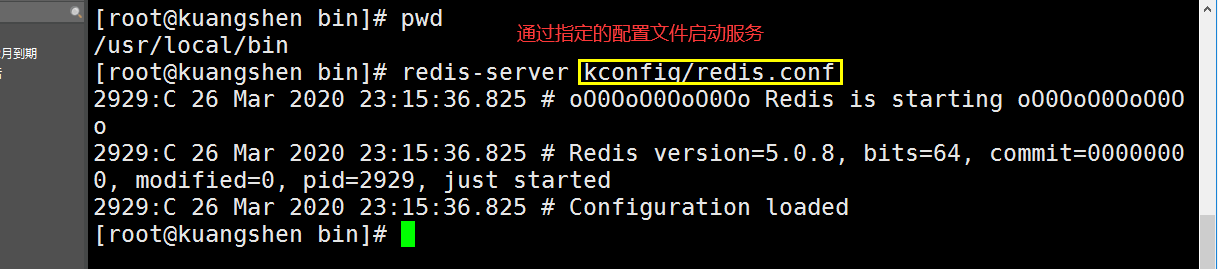 [root@kuangshen bin]# pwd
通过指定的配置文件启动服务
/usr/local/bin
月到期
[root@kuangshen bin]# redis-server kconfig/redis.conf
2929:C 26 Mar 2020 23:15:36.825 # oO0OoO0OoO0Oo Redis is starting oO0OoO0OoO0O
o
2929:C 26 Mar 2020 23:15:36.825 # Redis version=5.0.8, bits=64, commit=0000000
0, modified=0, pid=2929, just started
2929:C 26 Mar 2020 23:15:36.825 # Configuration loaded
[root@kuangshen bin]#